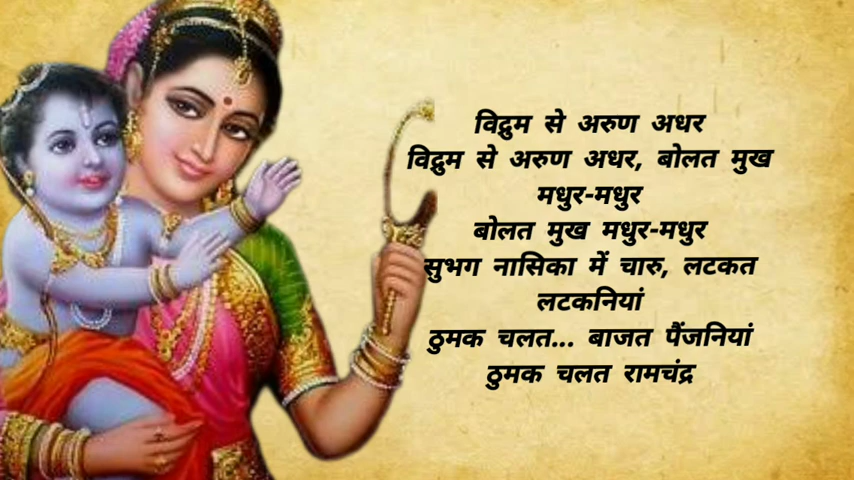 विद्रुम से अरुण अधर
विद्रुम से अरुण अधर, बोलत मुख
मधुर-मधुर
बोलत मुख मधुर-मधुर
सुभग नासिका में चारु, लटकत
लटकनियां
ठुमक चलत... बाजत पैंजनियां
ठुमक चलत रामचंद्र